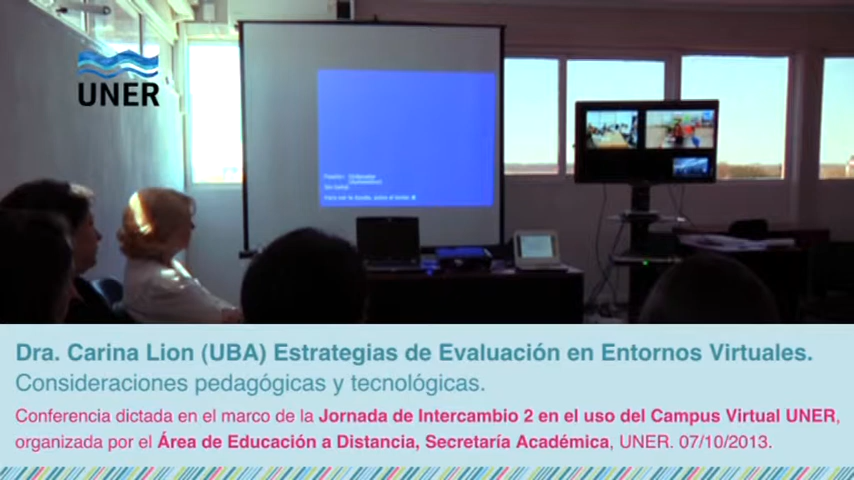 UNER
Dra. Carina Lion (UBA) Estrategias de Evaluación en Entornos Virtuales.
Consideraciones pedagógicas y tecnológicas.
Conferencia dictada en el marco de la Jornada de Intercambio 2 en el uso del Campus Virtual UNER,
organizada por el Área de Educación a Distancia, Secretaría Académica, UNER. 07/10/2013.